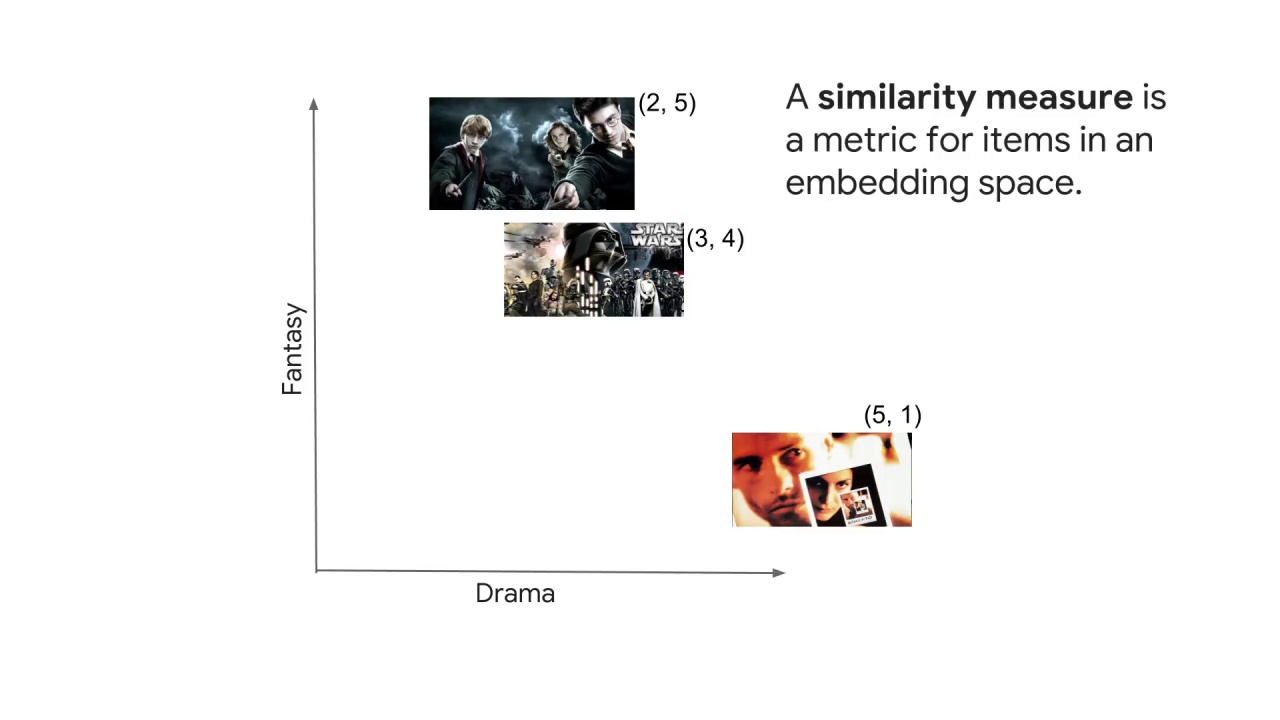 (2, 5)
A similarity measure is
a metric for items in an
embedding space.
STAR
WARS
(3, 4)
Fantasy
(5, 1)
Drama